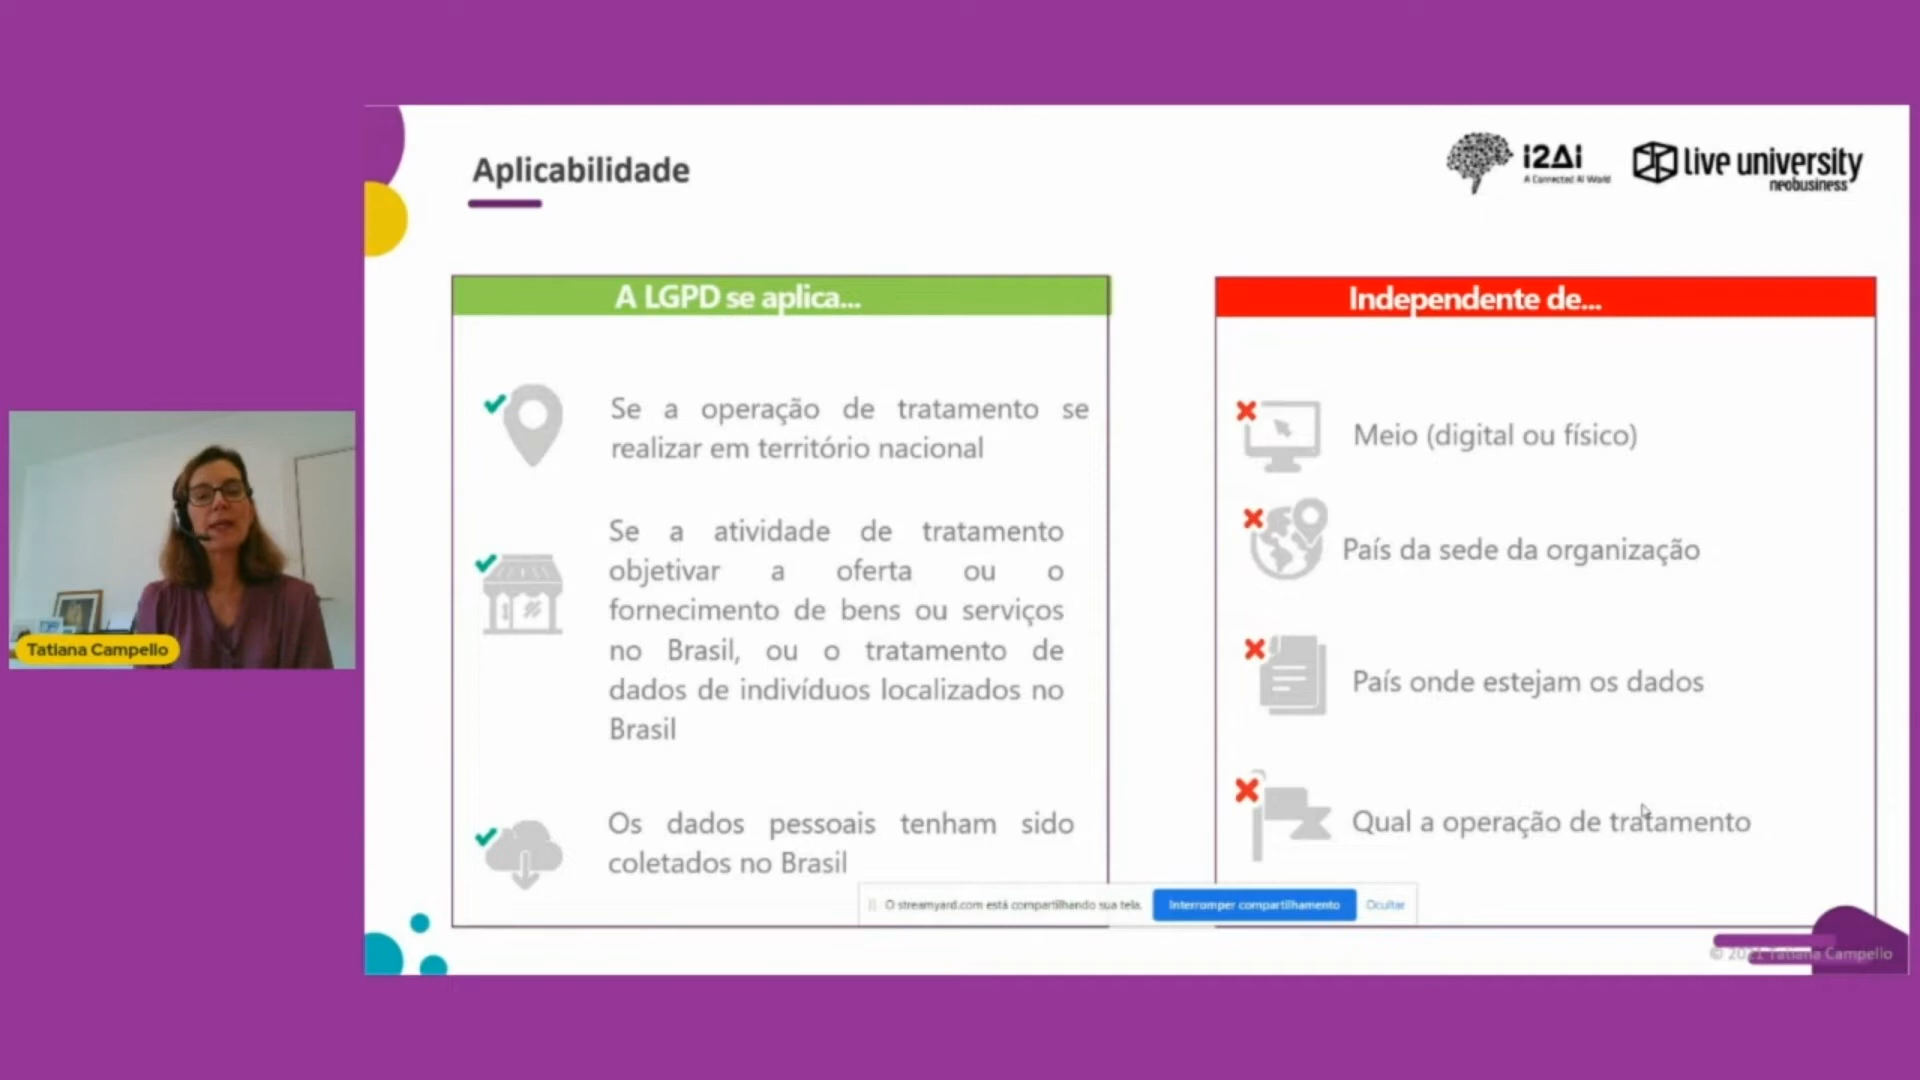 Aplicabilidade
i2Ai
A Connected AI World
live university
neobusiness
A LGPD se aplica...
Se a operação de tratamento se
realizar em território nacional
Se a atividade de tratamento
objetivar a oferta ou o
fornecimento de bens ou serviços
no Brasil, ou o tratamento de
dados de indivíduos localizados no
Brasil
Os dados pessoais tenham sido
coletados no Brasil
Independente de...
Meio (digital ou físico)
País da sede da organização
País onde estejam os dados
Qual a operação de tratamento
Tatiana Campello
O streamyard.com está compartilhando sua tela.
Interromper compartilhamento
Ocultar
© 2021 Tatiana Campello